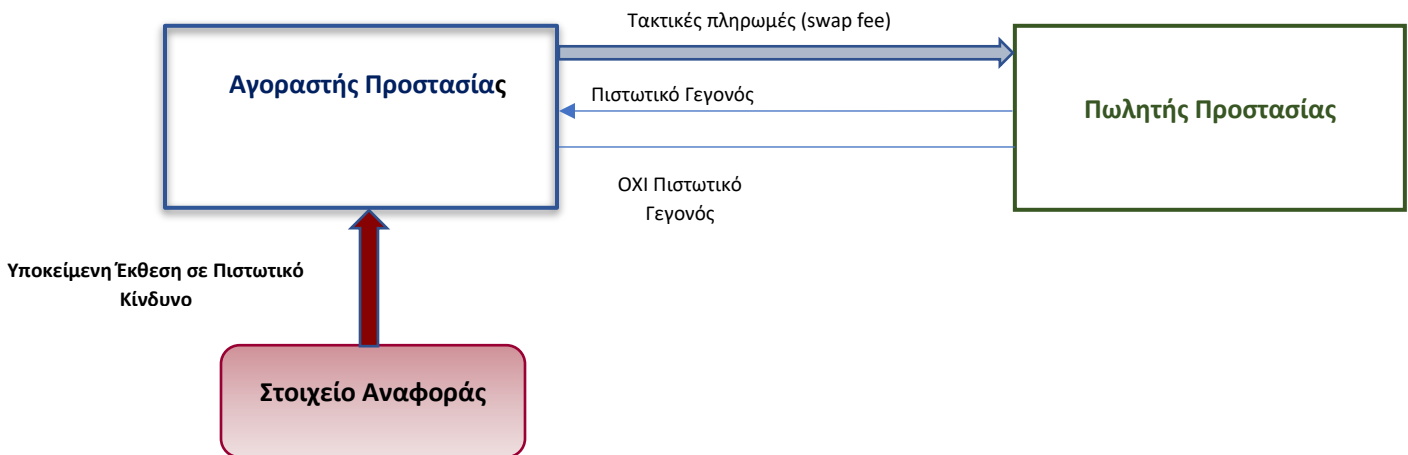 Τακτικές πληρωμές (swap fee)
Αγοραστής Προστασίας
Πιστωτικό Γεγονός
Πωλητής Προστασίας
ΟΧΙ Πιστωτικό
Γεγονός
Υποκείμενη Έκθεση σε Πιστωτικό
Κίνδυνο
Στοιχείο Αναφοράς